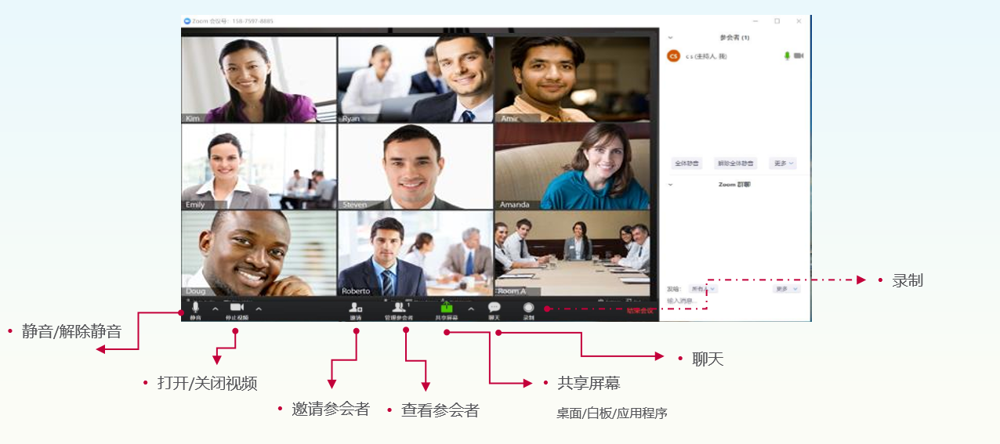 Zoom 会议号: 158-7597-8885
参会者 (1)
CS
c s (主持人, 我)
Kim
Ryan
Amir
全体静音
解除全体静音
更多
Zoom 群聊
Emily
Steven
Amanda
Doug
Roberto
Room A
发给:
所有人
更多
输入消息...
静音
停止视频
邀请
1
管理参会者
共享屏幕
聊天
录制
结束会议
• 录制
• 静音/解除静音
• 聊天
• 打开/关闭视频
• 共享屏幕
• 邀请参会者
• 查看参会者
桌面/白板/应用程序